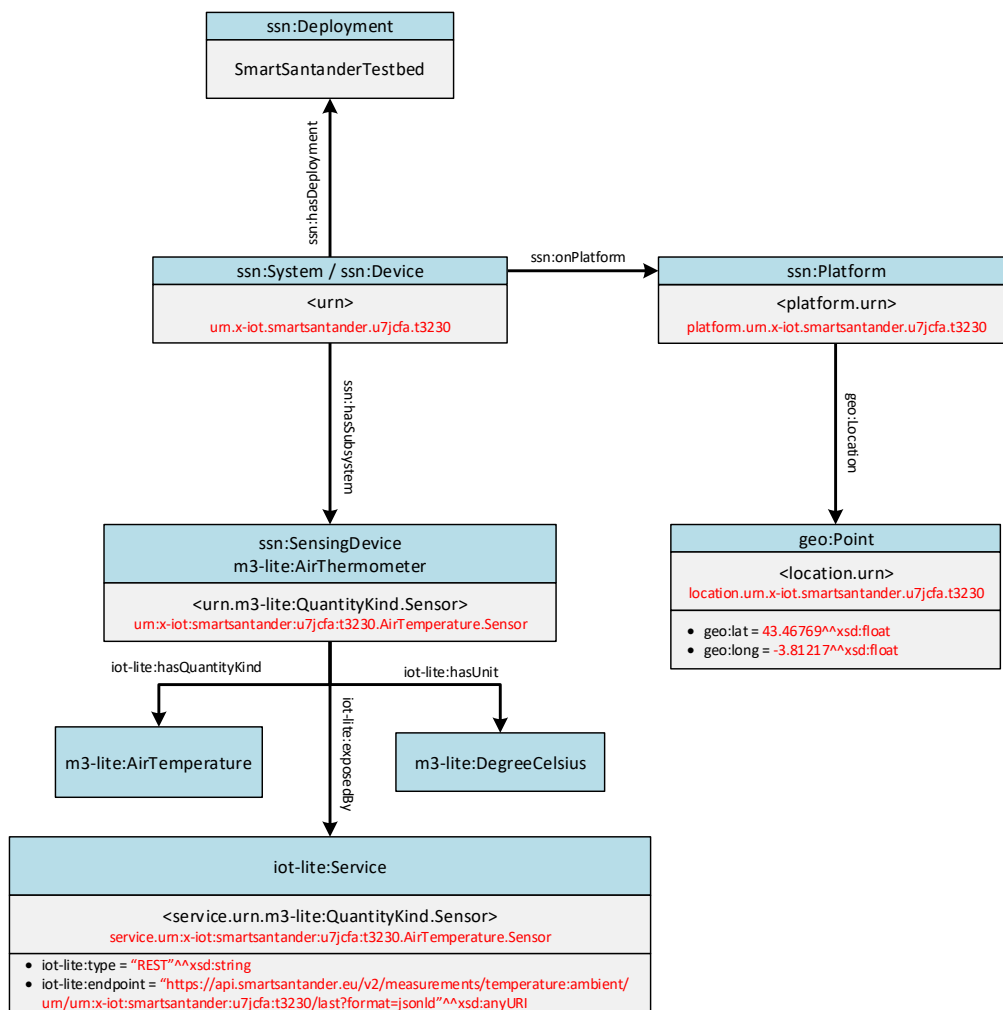 ssn:Deployment
SmartSantanderTestbed
ssn:hasDeployment
ssn:System / ssn:Device
<urn>
urn.x-iot.smartsantander.u7jcfa.t3230
ssn:onPlatform
ssn:Platform
<platform.urn>
platform.urn.x-iot.smartsantander.u7jcfa.t3230
ssn:hasSubsystem
geo:Location
ssn:SensingDevice
m3-lite:AirThermometer
<urn.m3-lite:QuantityKind.Sensor>
urn:x-iot:smartsantander:u7jcfa:t3230.AirTemperature.Sensor
geo:Point
<location.urn>
location.urn.x-iot.smartsantander.u7jcfa.t3230
• geo:lat = 43.46769^^xsd:float
• geo:long = -3.81217^^xsd:float
iot-lite:hasQuantityKind
iot-lite:hasUnit
iot-lite:exposedBy
m3-lite:AirTemperature
m3-lite:DegreeCelsius
iot-lite:Service
<service.urn.m3-lite:QuantityKind.Sensor>
service.urn:x-iot:smartsantander:u7jcfa:t3230.AirTemperature.Sensor
• iot-lite:type = “REST”^^xsd:string
• iot-lite:endpoint = “https://api.smartsantander.eu/v2/measurements/temperature:ambient/
urn/urn:x-iot:smartsantander:u7jcfa:t3230/last?format=jsonld”^^xsd:anyURI